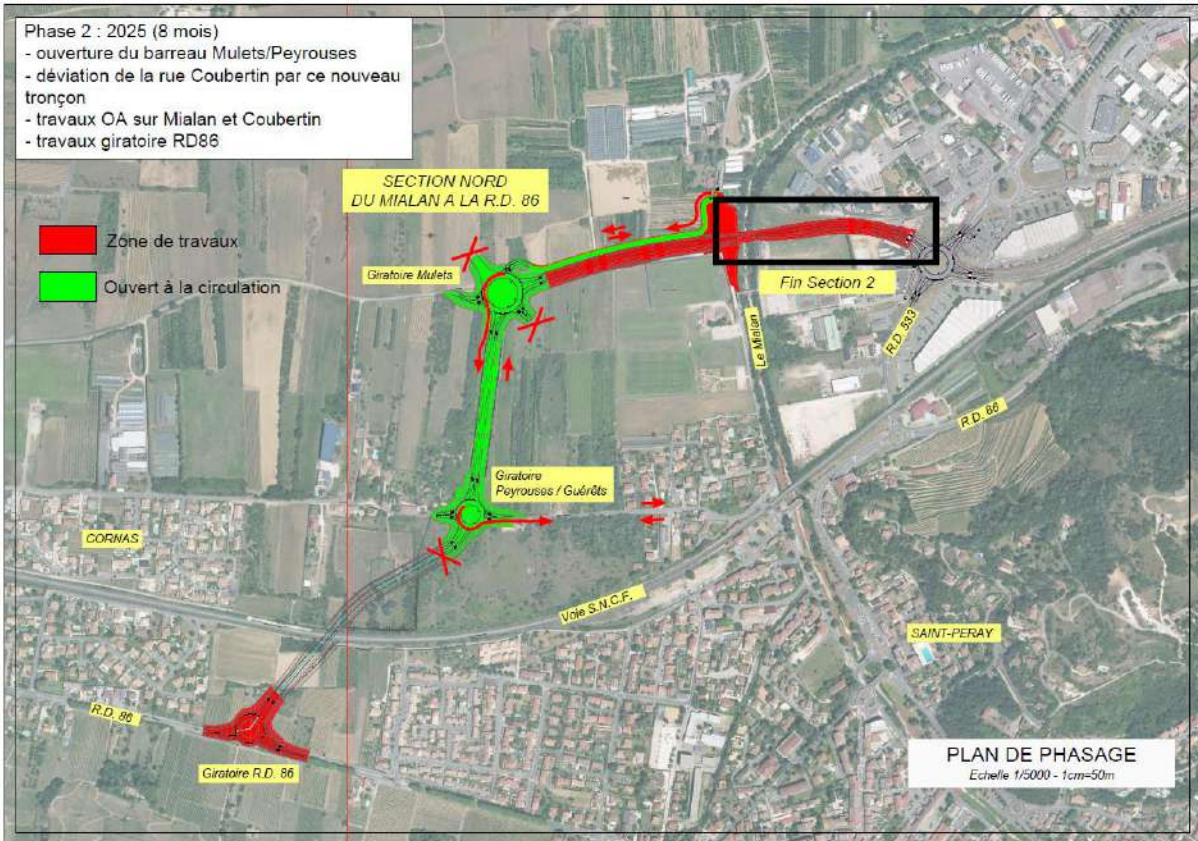 Phase 2 : 2025 (8 mois)
- ouverture du barreau Mulets/Peyrouses
- déviation de la rue Coubertin par ce nouveau
tronçon
- travaux OA sur Mialan et Coubertin
- travaux giratoire RD86
SECTION NORD
DU MIALAN A LA R.D. 86
Zone de travaux
Ouvert à la circulation
Giratoire Mulets
Fin Section 2
Le Mialan
R.D. 533
R.D. 86
Giratoire
Peyrouses / Guérêts
CORNAS
Voie S.N.C.F.
SAINT-PERAY
R.D. 86
Giratoire R.D. 86
PLAN DE PHASAGE
Echelle 1/5000 - 1cm=50m